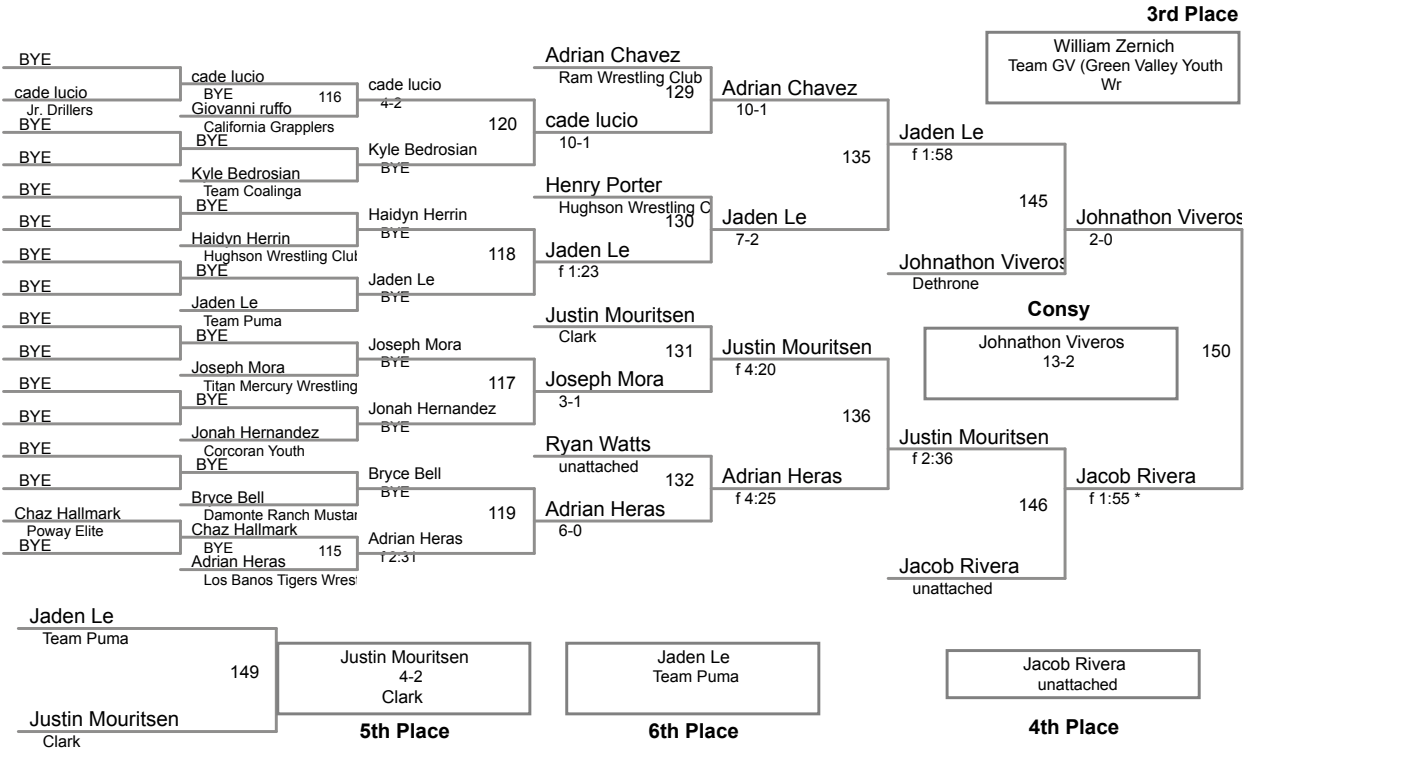 3rd Place
William Zernich
Team GV (Green Valley Youth
Wr
BYE
cade lucio
Jr. Drillers
BYE
BYE
BYE
BYE
BYE
BYE
BYE
BYE
BYE
BYE
BYE
BYE
Chaz Hallmark
Poway Elite
BYE
cade lucio
BYE
116
Giovanni ruffo
California Grapplers
BYE
Kyle Bedrosian
Team Coalinga
BYE
Haidyn Herrin
Hughson Wrestling Club
BYE
Jaden Le
Team Puma
BYE
Joseph Mora
Titan Mercury Wrestling
BYE
Jonah Hernandez
Corcoran Youth
BYE
Bryce Bell
Damonte Ranch Mustan
Chaz Hallmark
BYE
115
Adrian Heras
Los Banos Tigers Wrest
cade lucio
4-2
120
Kyle Bedrosian
BYE
Haidyn Herrin
BYE
118
Jaden Le
BYE
Joseph Mora
BYE
117
Jonah Hernandez
BYE
Bryce Bell
BYE
119
Adrian Heras
f 2:31
Adrian Chavez
Ram Wrestling Club
129
cade lucio
10-1
Henry Porter
Hughson Wrestling C
130
Jaden Le
f 1:23
Justin Mouritsen
Clark
131
Joseph Mora
3-1
Ryan Watts
unattached
132
Adrian Heras
6-0
Adrian Chavez
10-1
135
Jaden Le
7-2
Justin Mouritsen
f 4:20
136
Adrian Heras
f 4:25
Jaden Le
f 1:58
145
Johnathon Viveros
Dethrone
Justin Mouritsen
f 2:36
146
Jacob Rivera
unattached
Johnathon Viveros
2-0
150
Jacob Rivera
f 1:55 *
Consy
Johnathon Viveros
13-2
Jaden Le
Team Puma
149
Justin Mouritsen
Clark
Justin Mouritsen
4-2
Clark
5th Place
Jaden Le
Team Puma
6th Place
Jacob Rivera
unattached
4th Place